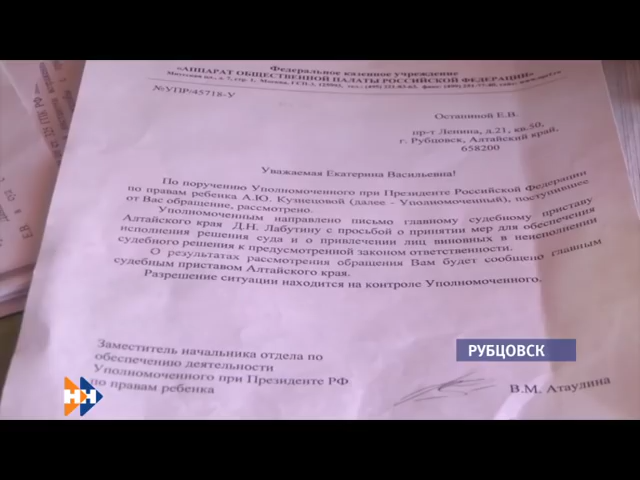 Федеральное казенное учреждение
«АППАРАТ ОБЩЕСТВЕННОЙ ПАЛАТЫ РОССИЙСКОЙ ФЕДЕРАЦИИ»
№УПР/45718-У
Останиной Е.В.
пр-т Ленина, д.21, кв.50,
г. Рубцовск, Алтайский край,
658200
Уважаемая Екатерина Васильевна!
По поручению Уполномоченного при Президенте Российской Федерации
по правам ребенка А.Ю. Кузнецовой (далее - Уполномоченный), поступившее
от Вас обращение, рассмотрено.
Уполномоченным направлено письмо главному судебному приставу
Алтайского края Д.Н. Лабутину с просьбой о принятии мер для обеспечения
исполнения решения суда и о привлечении лиц виновных в неисполнении
судебного решения к предусмотренной законом ответственности.
О результатах рассмотрения обращения Вам будет сообщено главным
судебным приставом Алтайского края.
Разрешение ситуации находится на контроле Уполномоченного.
РУБЦОВСК
Заместитель начальника отдела по
обеспечению деятельности
Уполномоченного при Президенте РФ
по правам ребенка
В.М. Атаулина
НН